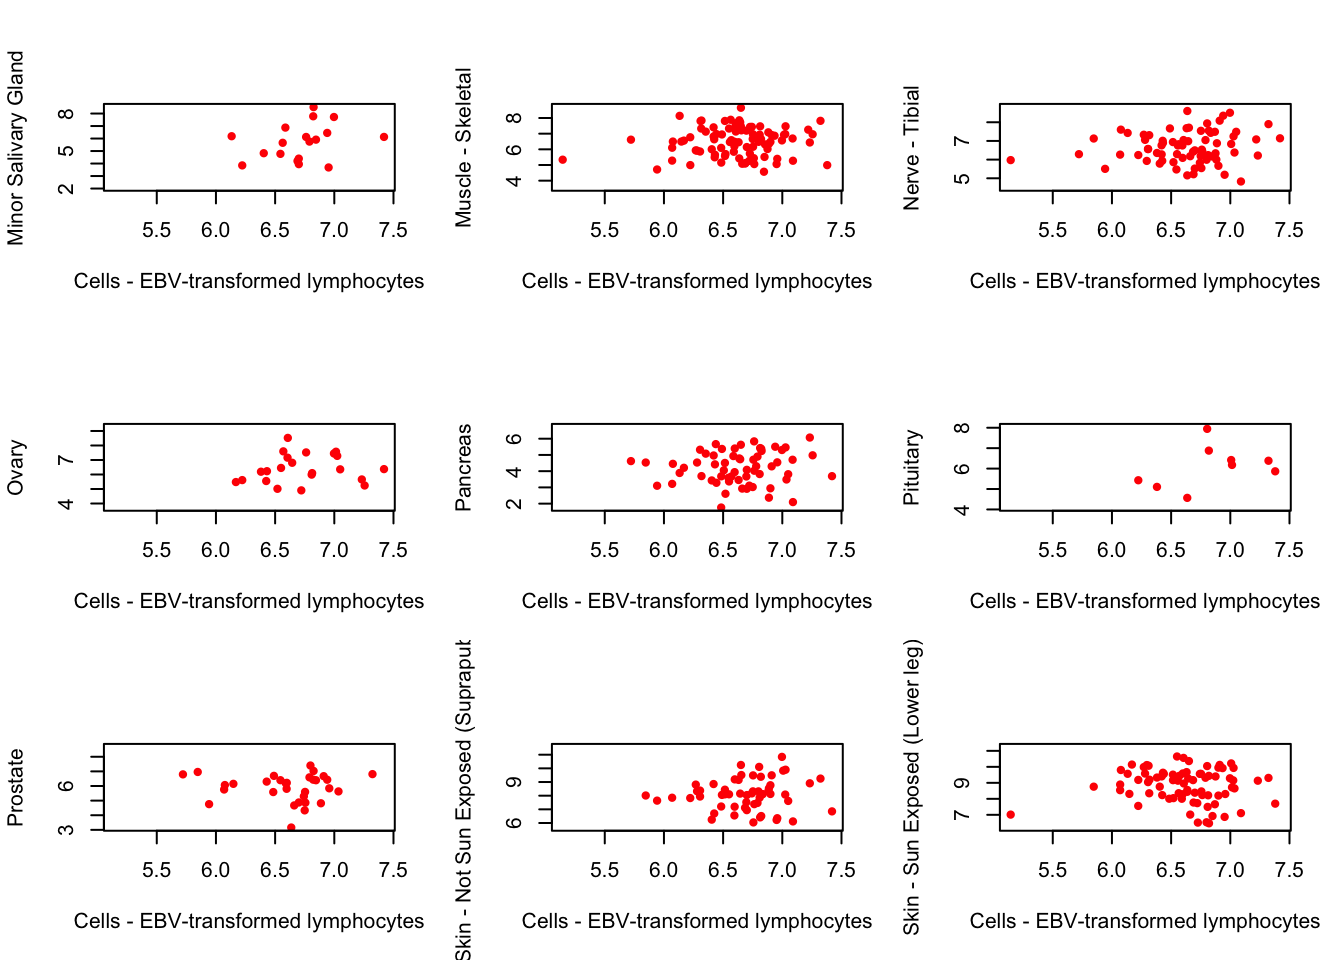 Minor Salivary Gland
8
5
2
5.5 6.0 6.5 7.0 7.5
Cells - EBV-transformed lymphocytes
Muscle - Skeletal
8
6
4
5.5 6.0 6.5 7.0 7.5
Cells - EBV-transformed lymphocytes
Nerve - Tibial
7
5
5.5 6.0 6.5 7.0 7.5
Cells - EBV-transformed lymphocytes
Ovary
7
4
5.5 6.0 6.5 7.0 7.5
Cells - EBV-transformed lymphocytes
Pancreas
6
4
2
5.5 6.0 6.5 7.0 7.5
Cells - EBV-transformed lymphocytes
Pituitary
8
6
4
5.5 6.0 6.5 7.0 7.5
Cells - EBV-transformed lymphocytes
Prostate
6
3
5.5 6.0 6.5 7.0 7.5
Cells - EBV-transformed lymphocytes
Skin - Not Sun Exposed (Suprapub
9
6
5.5 6.0 6.5 7.0 7.5
Cells - EBV-transformed lymphocytes
Skin - Sun Exposed (Lower leg)
9
7
5.5 6.0 6.5 7.0 7.5
Cells - EBV-transformed lymphocytes